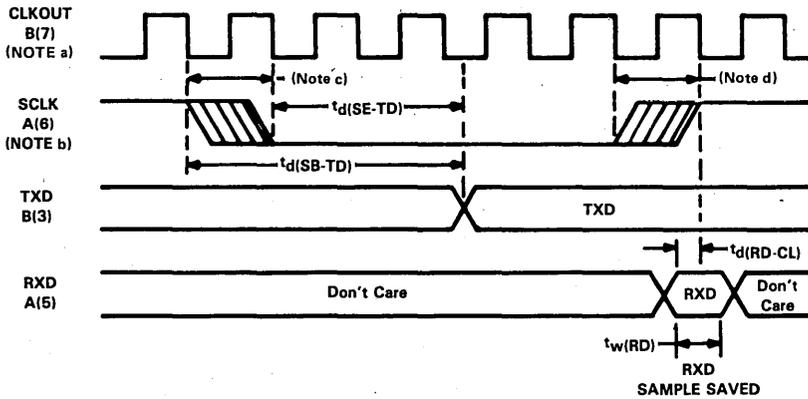 CLKOUT
B(7)
(NOTE a)
(Note c)
(Note d)
SCLK
A(6)
(NOTE b)
td(SE-TD)
td(SB-TD)
TXD
B(3)
TXD
td(RD-CL)
RXD
A(5)
Don't Care
RXD
Don't
Care
tw(RD)
RXD
SAMPLE SAVED